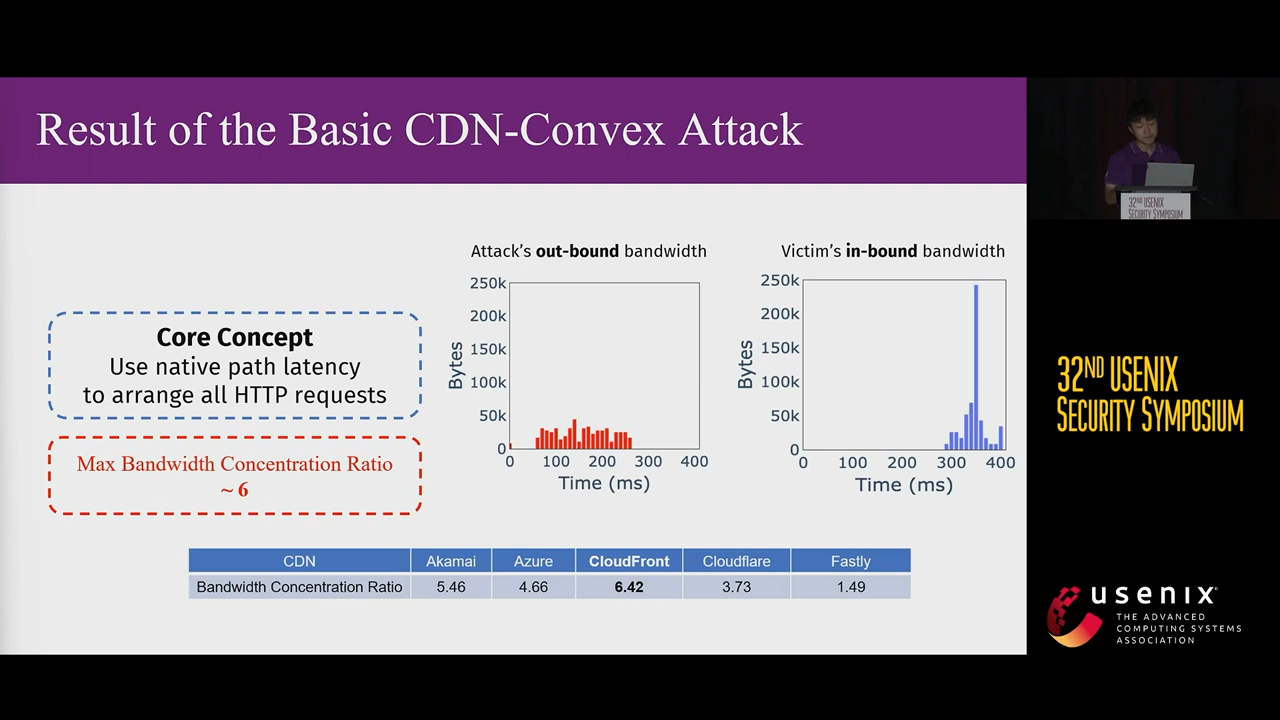 Result of the Basic CDN-Convex Attack
Core Concept
Use native path latency
to arrange all HTTP requests
Max Bandwidth Concentration Ratio
~ 6
Attack's out-bound bandwidth
250k
200k
150k
100k
50k
0
Bytes
0 100 200 300 400
Time (ms)
Victim's in-bound bandwidth
250k
200k
150k
100k
50k
0
Bytes
0 100 200 300 400
Time (ms)
CDN Akamai Azure CloudFront Cloudflare Fastly
Bandwidth Concentration Ratio 5.46 4.66 6.42 3.73 1.49
32ND USENIX
SECURITY SYMPOSIUM
32ND USENIX
SECURITY SYMPOSIUM
usenix
THE ADVANCED
COMPUTING SYSTEMS
ASSOCIATION